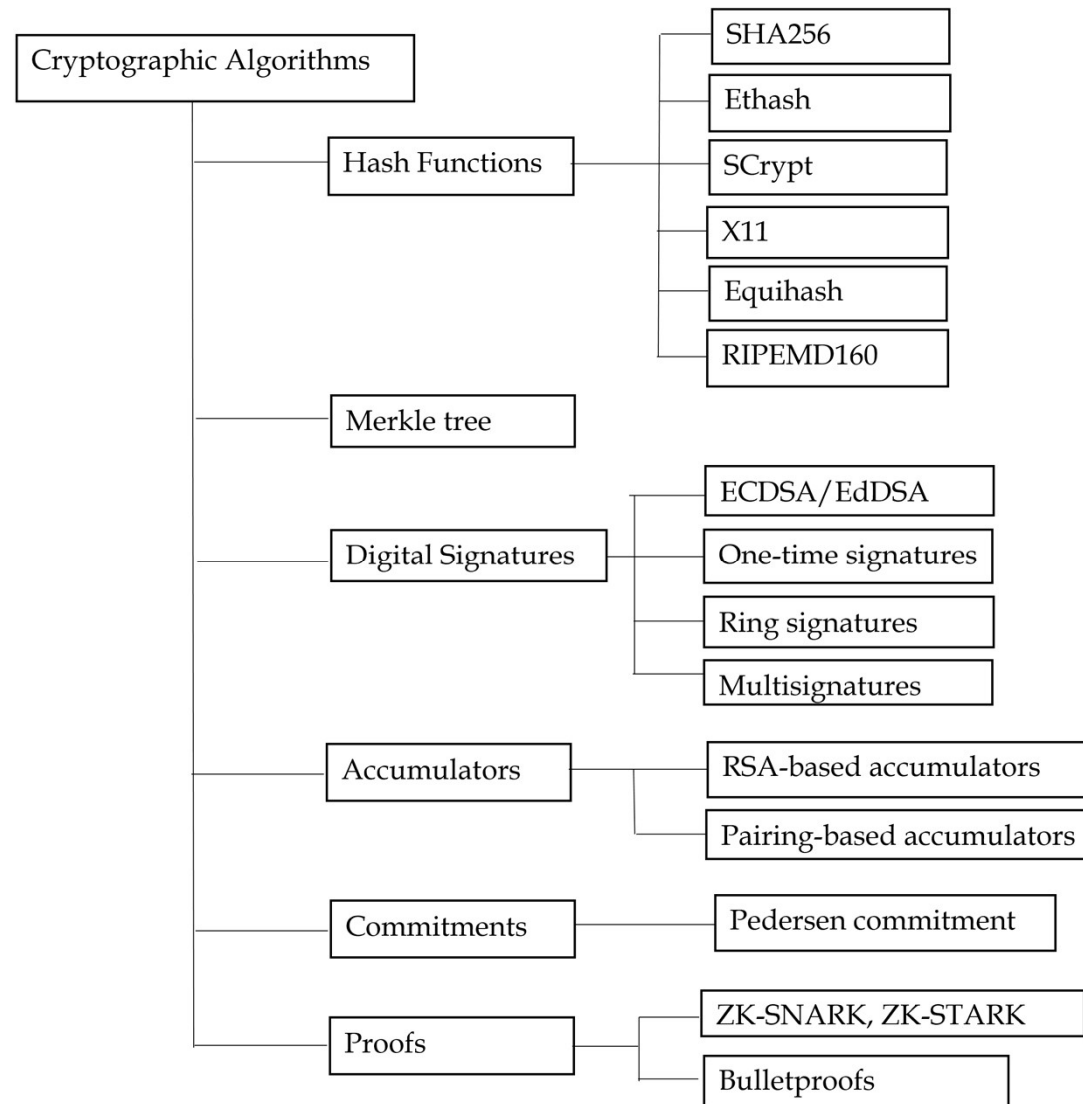 Cryptographic Algorithms
Hash Functions
SHA256
Ethash
SCrypt
X11
Equihash
RIPEMD160
Merkle tree
Digital Signatures
ECDSA/EdDSA
One-time signatures
Ring signatures
Multisignatures
Accumulators
RSA-based accumulators
Pairing-based accumulators
Commitments
Pedersen commitment
Proofs
ZK-SNARK, ZK-STARK
Bulletproofs